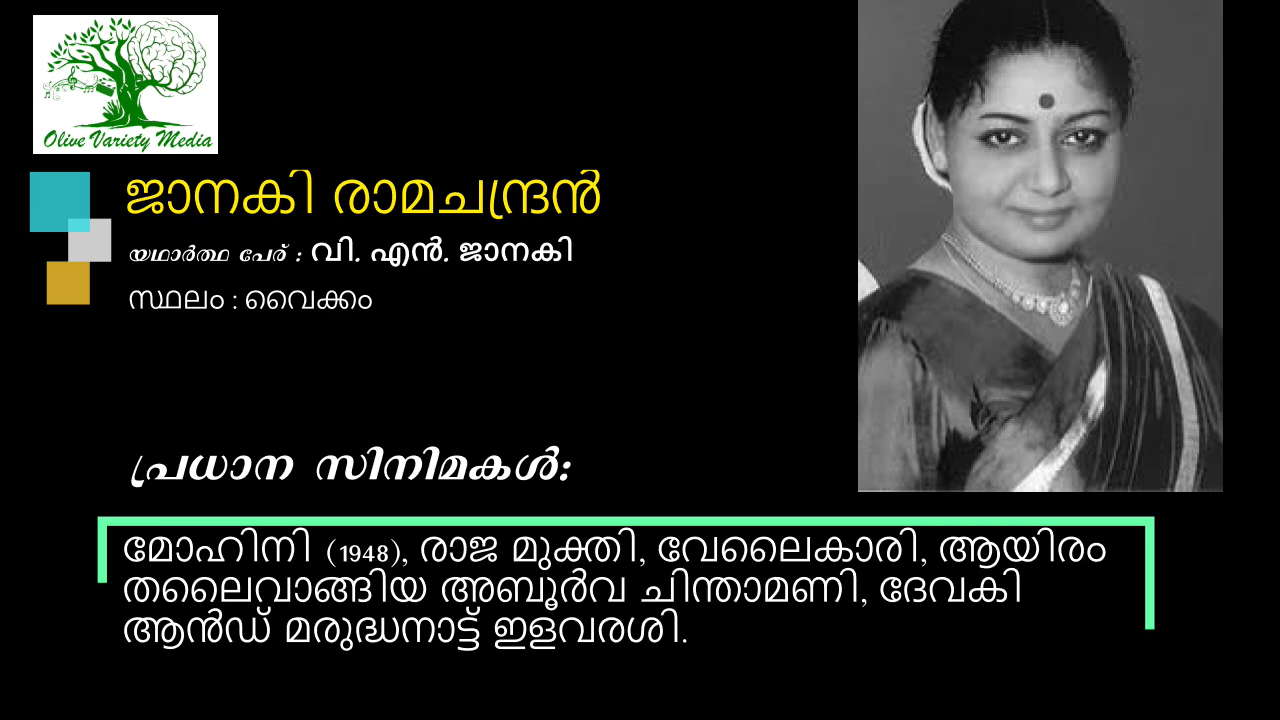 Olive Variety Media
ജാനകി രാമചന്ദ്രൻ
യഥാർത്ഥ പേര് : വി. എൻ. ജാനകി
സ്ഥലം : വൈക്കം
പ്രധാന സിനിമകൾ:
മോഹിനി (1948), രാജ മുക്തി, വേലൈകാരി, ആയിരം
തലൈവാങ്ങിയ അബൂർവ ചിന്താമണി, ദേവകി
ആൻഡ് മരുദ്ധനാട്ട് ഇളവരശി.